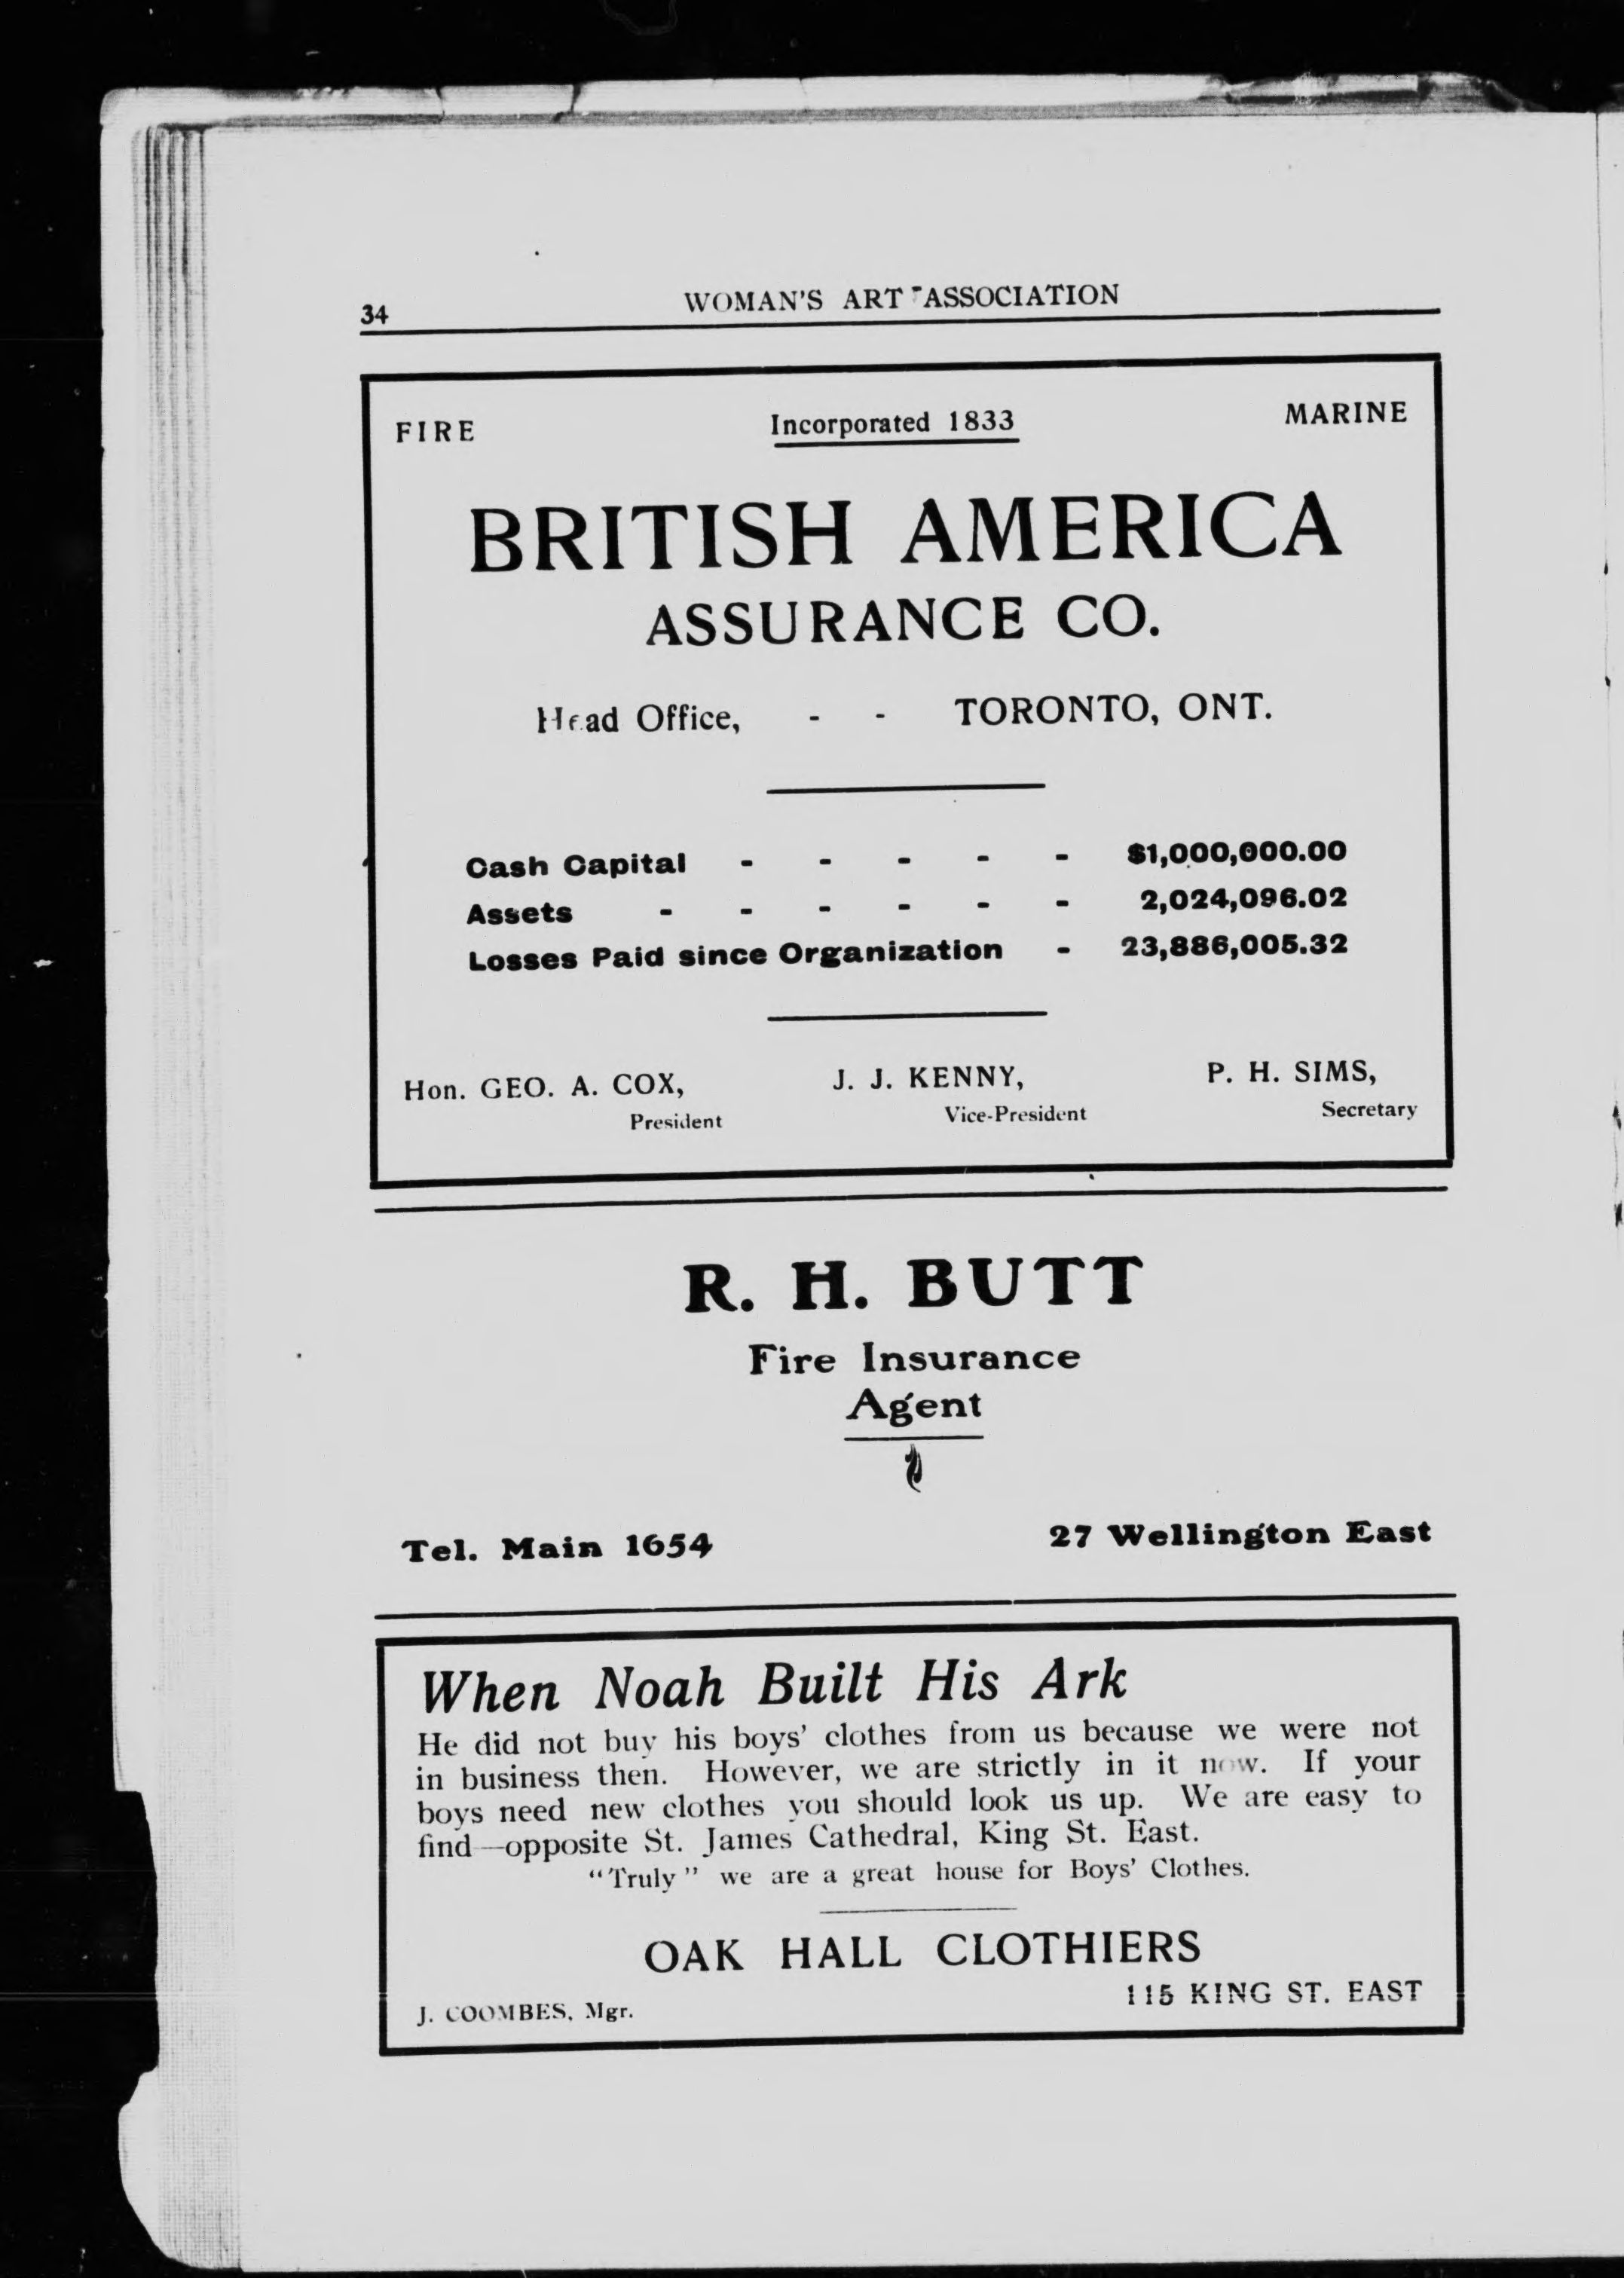 34
WOMAN'S ART ASSOCIATION
FIRE
Incorporated 1833
MARINE
BRITISH AMERICA
ASSURANCE CO.
Head Office, - - TORONTO, ONT.
Cash Capital - - - - - $1,000,000.00
Assets - - - - - - 2,024,096.02
Losses Paid since Organization - 23,886,005.32
Hon. GEO. A. COX,
President
J. J. KENNY,
Vice-President
P. H. SIMS,
Secretary
R. H. BUTT
Fire Insurance
Agent
Tel. Main 1654
27 Wellington East
When Noah Built His Ark
He did not buy his boys' clothes from us because we were not
in business then. However, we are strictly in it now. If your
boys need new clothes you should look us up. We are easy to
find—opposite St. James Cathedral, King St. East.
"Truly" we are a great house for Boys' Clothes.
OAK HALL CLOTHIERS
115 KING ST. EAST
J. COOMBES, Mgr.